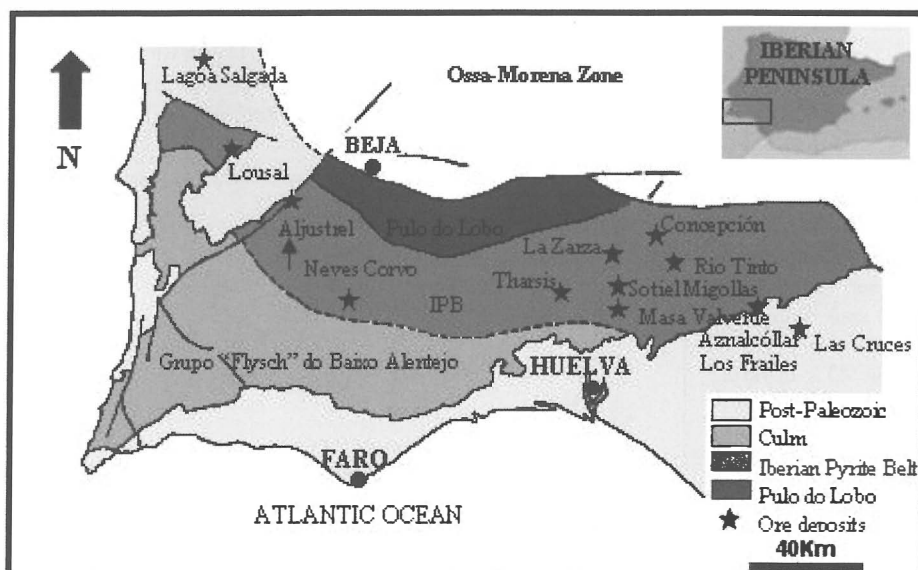 IBERIAN
PENINSULA
Ossa-Morena Zone
Lagoa Salgada
N
BEJA
Lousal
Pulo do Lobo
Concepción
Aljustrel
La Zarza
Rio Tinto
Neves Corvo
Tharsis
Sotiel Migollas
IPB
Masa Valverde
Aznalcóllar
Los Frailes
Las Cruces
Grupo "Flysch" do Baixo Alentejo
HUELVA
Post-Paleozoic
Culm
Iberian Pyrite Belt
Pulo do Lobo
Ore deposits
FARO
ATLANTIC OCEAN
40Km